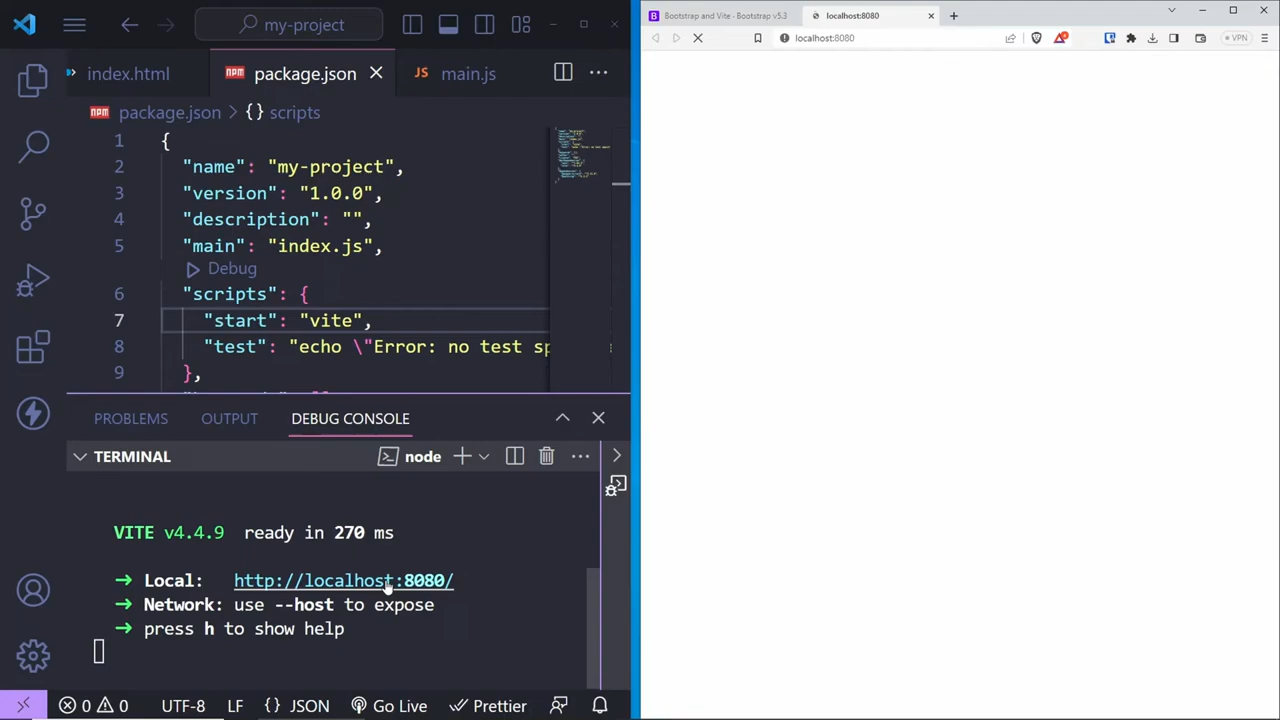 my-project
index.html
package.json
JS main.js
package.json > {} scripts
1 {
2 "name": "my-project",
3 "version": "1.0.0",
4 "description": "",
5 "main": "index.js",
Debug
6 "scripts": {
7 "start": "vite",
8 "test": "echo \"Error: no test sp
9 },
PROBLEMS OUTPUT DEBUG CONSOLE
TERMINAL
node
VITE v4.4.9 ready in 270 ms
➜ Local: http://localhost:8080/
➜ Network: use --host to expose
➜ press h to show help
0 0 UTF-8 LF {} JSON Go Live Prettier
Bootstrap and Vite - Bootstrap v5.3
localhost:8080
localhost:8080
VPN